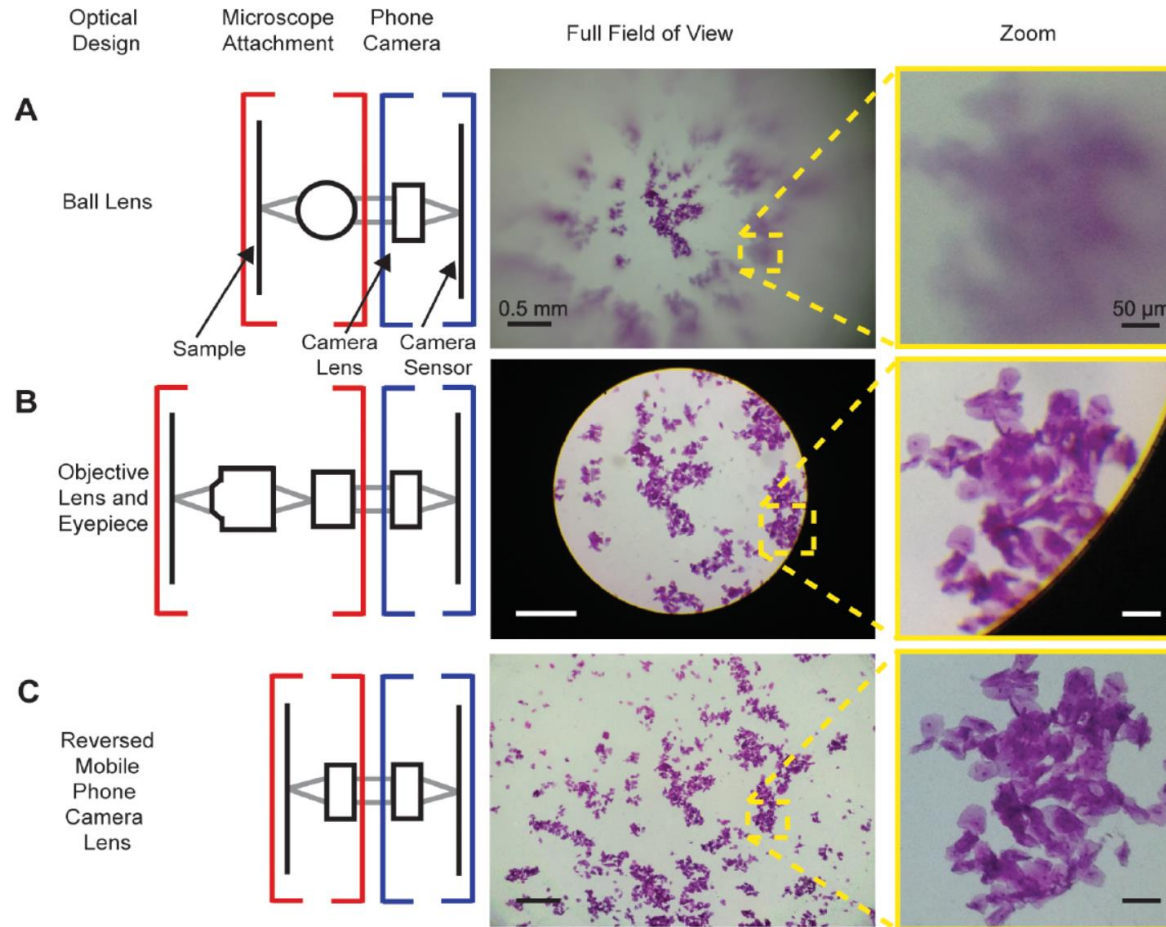 Optical
Design
Microscope
Attachment
Phone
Camera
Full Field of View
Zoom
A
Ball Lens
Sample
Camera
Lens
Camera
Sensor
0.5 mm
50 µm
B
Objective
Lens and
Eyepiece
C
Reversed
Mobile
Phone
Camera
Lens